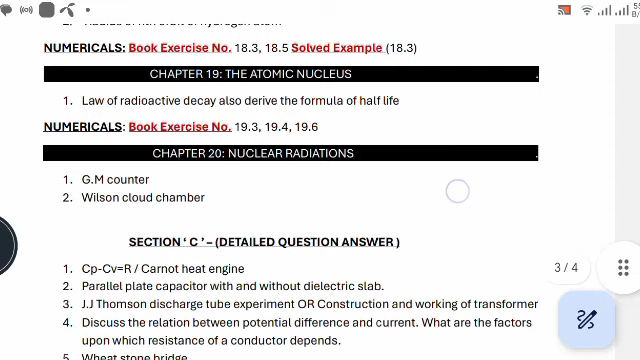 NUMERICALS: Book Exercise No. 18.3, 18.5 Solved Example (18.3)
CHAPTER 19: THE ATOMIC NUCLEUS .
1. Law of radioactive decay also derive the formula of half life
NUMERICALS: Book Exercise No. 19.3, 19.4, 19.6
CHAPTER 20: NUCLEAR RADIATIONS .
1. G.M counter
2. Wilson cloud chamber
SECTION ‘ C ’ – (DETAILED QUESTION ANSWER )
1. Cp-Cv=R / Carnot heat engine
2. Parallel plate capacitor with and without dielectric slab.
3 / 4
3. J.J Thomson discharge tube experiment OR Construction and working of transformer
4. Discuss the relation between potential difference and current. What are the factors
upon which resistance of a conductor depends.
5 Wheat stone bridge